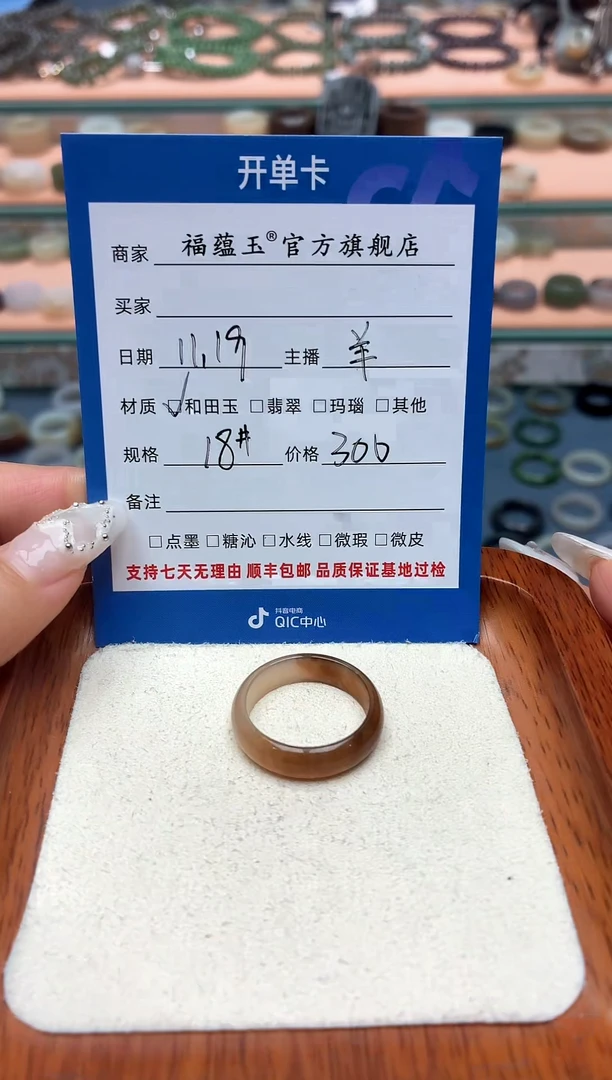 开单卡
商家 福蕴玉®官方旗舰店
买家
日期 11.19 主播 羊
材质 ☑和田玉 □翡翠 □玛瑙 □其他
规格 18# 价格 300
备注
□点墨 □糖沁 □水线 □微瑕 □微皮
支持七天无理由 顺丰包邮 品质保证基地过检
抖音电商
QIC中心